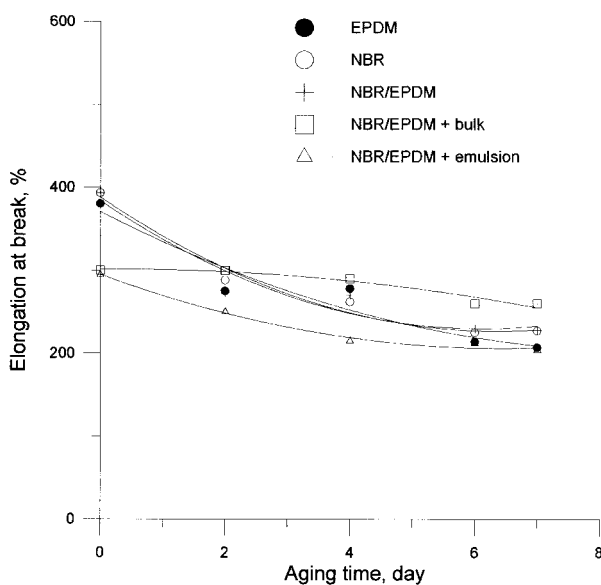 600
EPDM
NBR
NBR/EPDM
NBR/EPDM + bulk
NBR/EPDM + emulsion
400
Elongation at break, %
200
0
0 2 4 6 8
Aging time, day